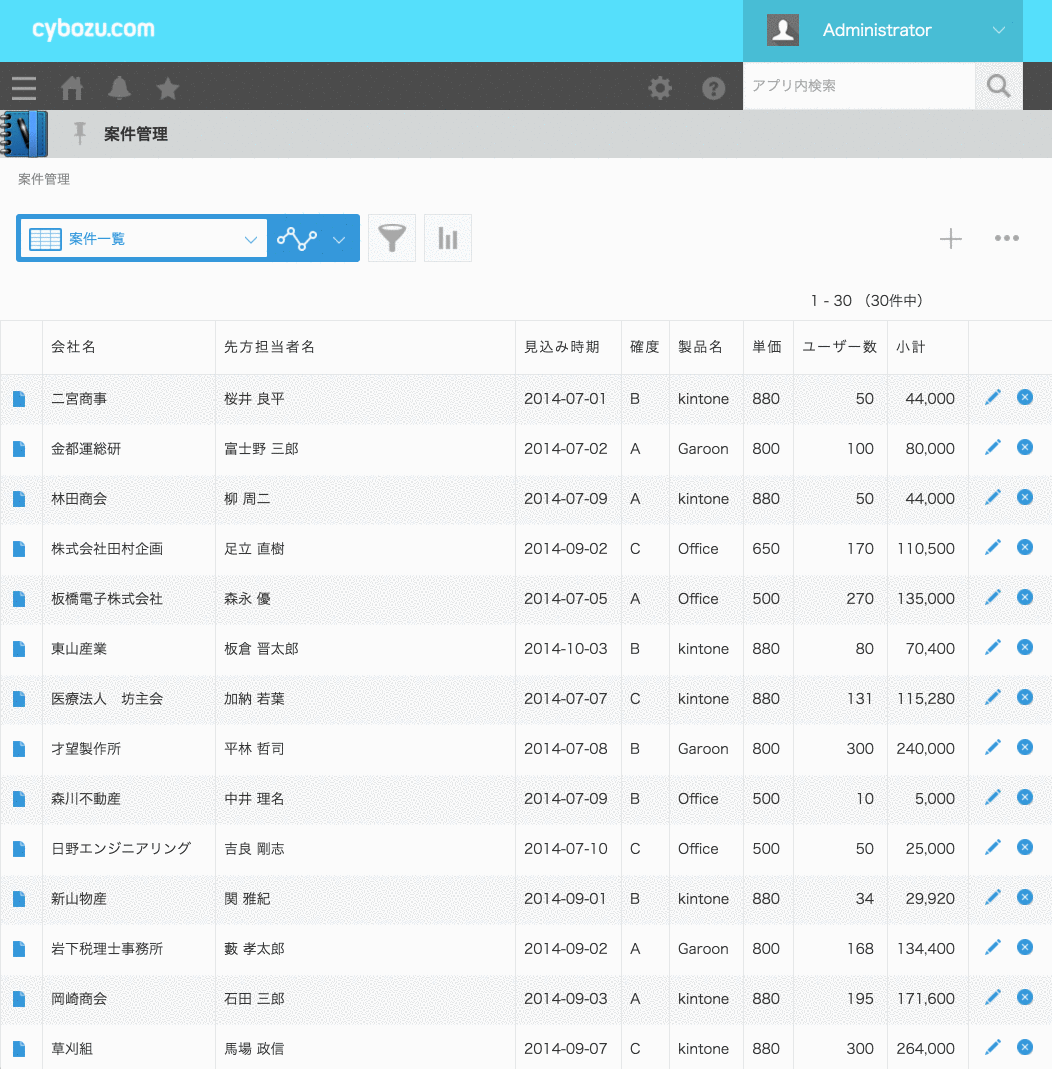 cybozu.com
Administrator
アプリ内検索
案件管理
案件管理
案件一覧
1 - 30 （30件中）
会社名 先方担当者名 見込み時期 確度 製品名 単価 ユーザー数 小計
二宮商事 桜井 良平 2014-07-01 B kintone 880 50 44,000
金都運総研 富士野 三郎 2014-07-02 A Garoon 800 100 80,000
林田商会 柳 周二 2014-07-09 A kintone 880 50 44,000
株式会社田村企画 足立 直樹 2014-09-02 C Office 650 170 110,500
板橋電子株式会社 森永 優 2014-07-05 A Office 500 270 135,000
東山産業 板倉 晋太郎 2014-10-03 B kintone 880 80 70,400
医療法人　坊主会 加納 若葉 2014-07-07 C kintone 880 131 115,280
才望製作所 平林 哲司 2014-07-08 B Garoon 800 300 240,000
森川不動産 中井 理名 2014-07-09 B Office 500 10 5,000
日野エンジニアリング 吉良 剛志 2014-07-10 C Office 500 50 25,000
新山物産 関 雅紀 2014-09-01 B kintone 880 34 29,920
岩下税理士事務所 藪 孝太郎 2014-09-02 A Garoon 800 168 134,400
岡崎商会 石田 三郎 2014-09-03 A kintone 880 195 171,600
草刈組 馬場 政信 2014-09-07 C kintone 880 300 264,000